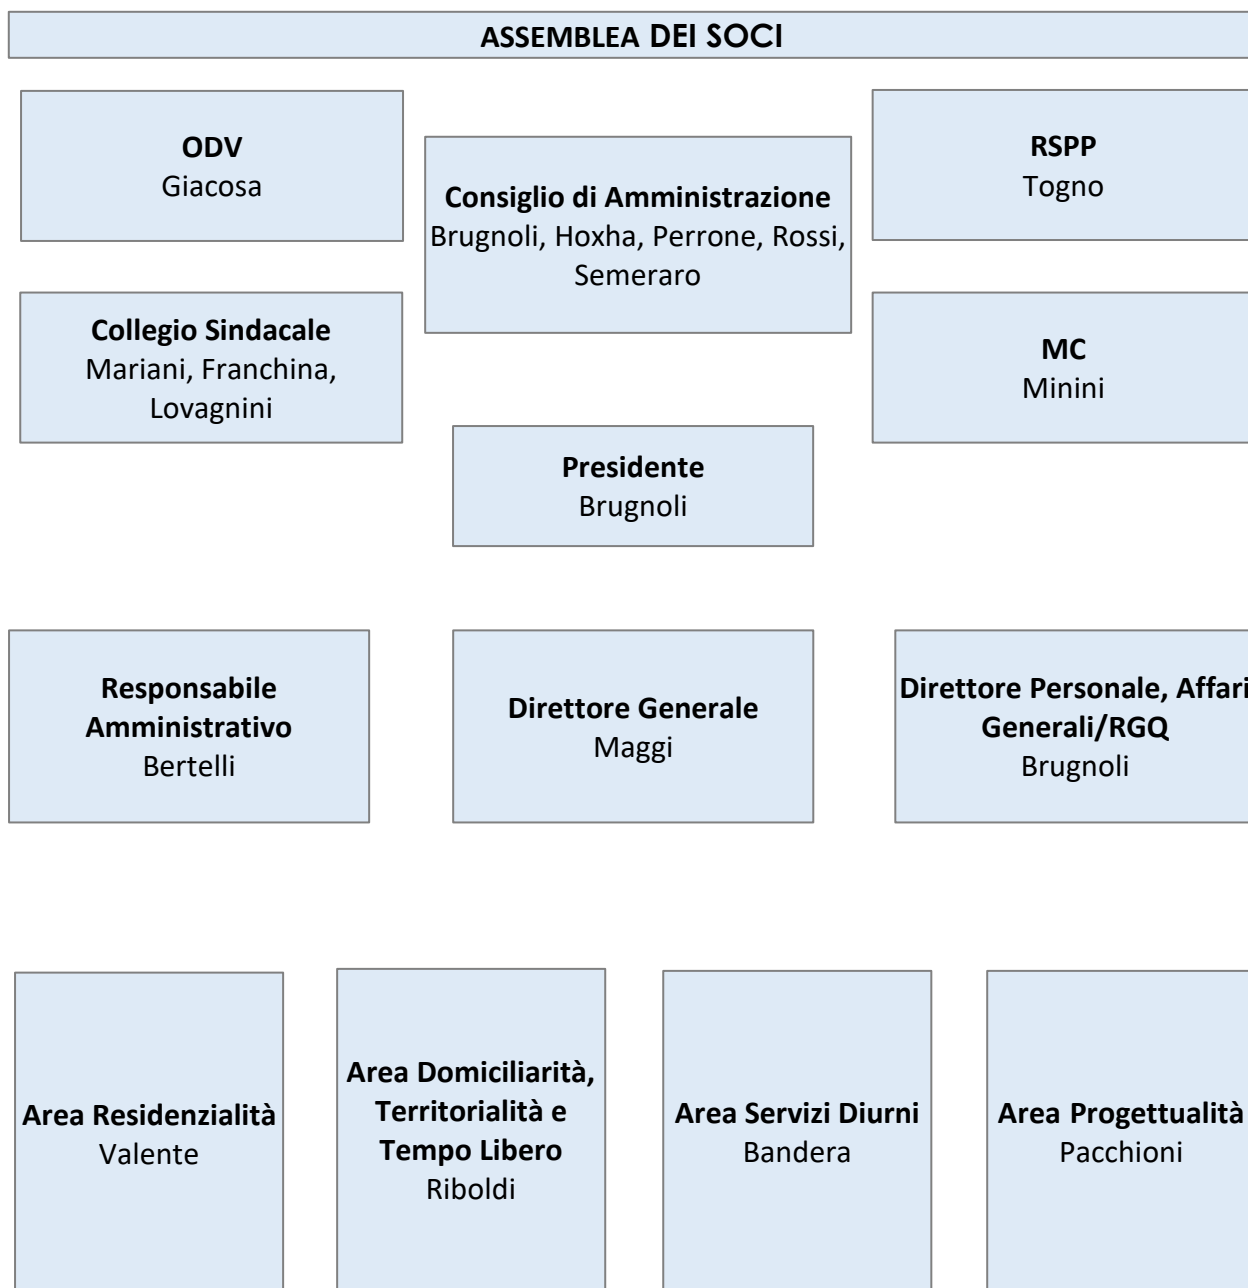 ASSEMBLEA DEI SOCI
ODV
Giacosa
Consiglio di Amministrazione
Brugnoli, Hoxha, Perrone, Rossi,
Semeraro
RSPP
Togno
Collegio Sindacale
Mariani, Franchina,
Lovagnini
MC
Minini
Presidente
Brugnoli
Responsabile
Amministrativo
Bertelli
Direttore Generale
Maggi
Direttore Personale, Affari
Generali/RGQ
Brugnoli
Area Residenzialità
Valente
Area Domiciliarità,
Territorialità e
Tempo Libero
Riboldi
Area Servizi Diurni
Bandera
Area Progettualità
Pacchioni